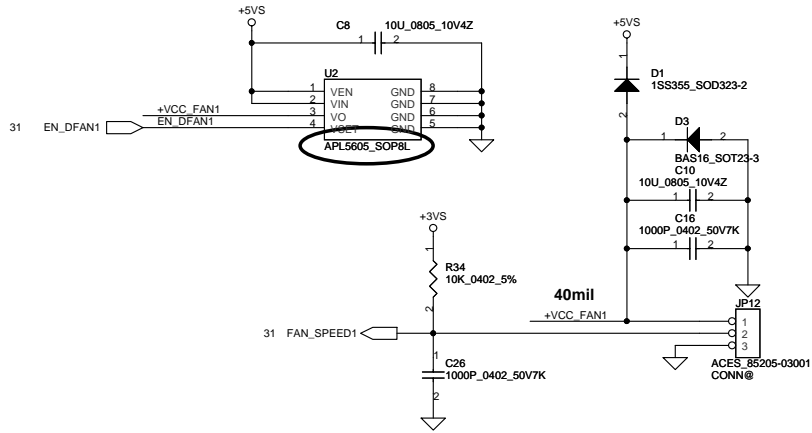 +5VS
C8
10U_0805_10V4Z
1
2
U2
1 VEN GND 8
2 VIN GND 7
+VCC_FAN1 3 VO GND 6
31 EN_DFAN1 EN_DFAN1 4 VSET GND 5
APL5605_SOP8L
+5VS
1
D1
1SS355_SOD323-2
2
D3
1 2
BAS16_SOT23-3
C10
10U_0805_10V4Z
1 2
C16
1000P_0402_50V7K
1 2
+3VS
1
R34
10K_0402_5%
2
40mil
+VCC_FAN1
31 FAN_SPEED1
JP12
1
2
3
ACES_85205-03001
CONN@
1
C26
1000P_0402_50V7K
2